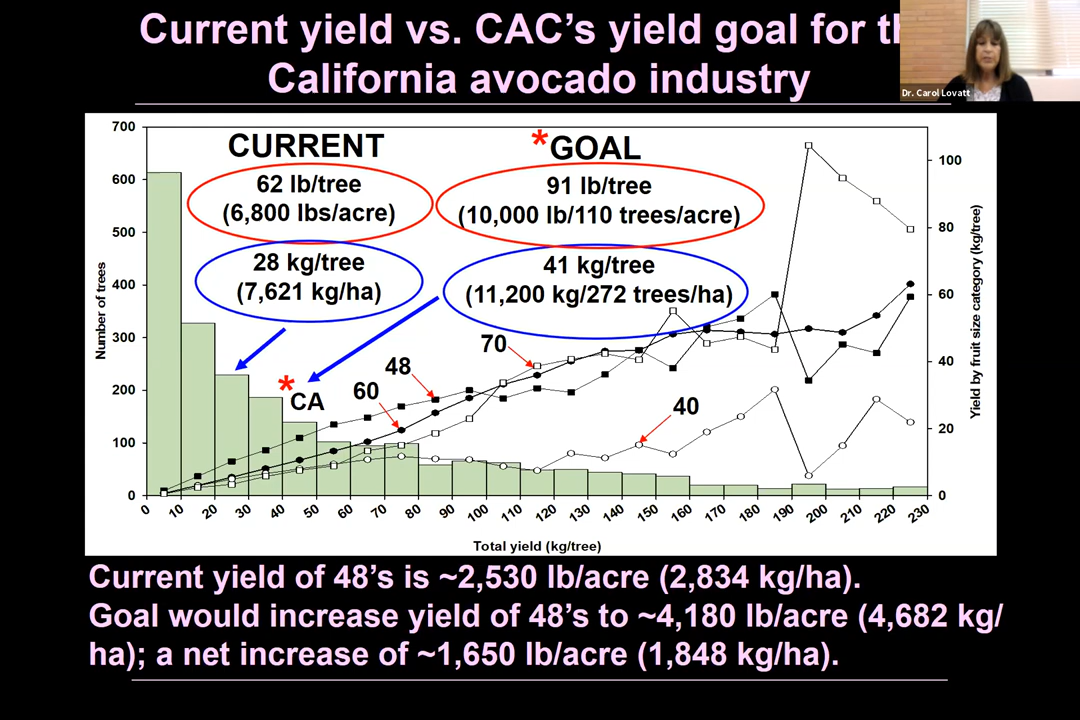 Current yield vs. CAC's yield goal for
California avocado industry
Dr. Carol Lovatt
CURRENT
*GOAL
62 lb/tree
(6,800 lbs/acre)
91 lb/tree
(10,000 lb/110 trees/acre)
28 kg/tree
(7,621 kg/ha)
41 kg/tree
(11,200 kg/272 trees/ha)
700
600
500
400
300
200
100
0
Number of trees
100
80
60
40
20
0
Yield by fruit size category (kg/tree)
70
48
60
40
*
CA
0 10 20 30 40 50 60 70 80 90 100 110 120 130 140 150 160 170 180 190 200 210 220 230
Total yield (kg/tree)
Current yield of 48's is ~2,530 lb/acre (2,834 kg/ha).
Goal would increase yield of 48's to ~4,180 lb/acre (4,682 kg/
ha); a net increase of ~1,650 lb/acre (1,848 kg/ha).